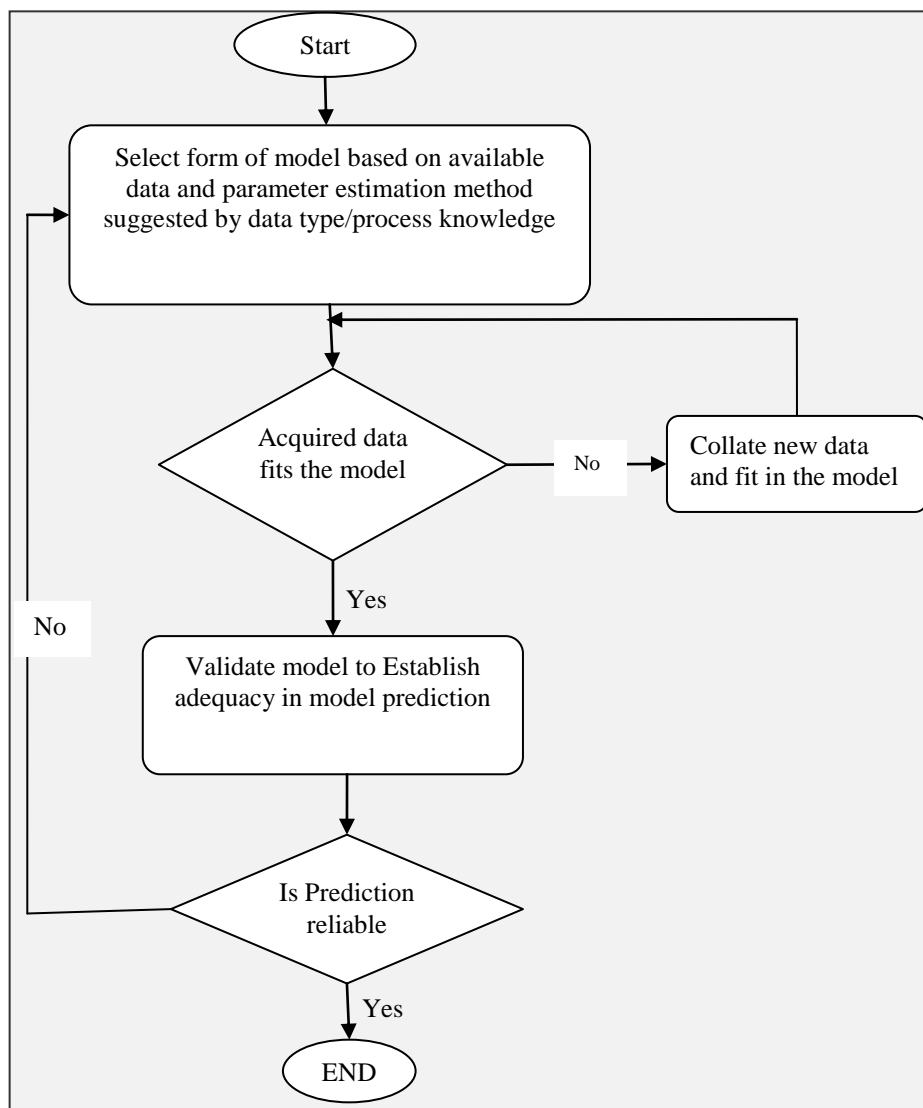 Start
Select form of model based on available
data and parameter estimation method
suggested by data type/process knowledge
Acquired data
fits the model
No
Collate new data
and fit in the model
Yes
No
Validate model to Establish
adequacy in model prediction
Is Prediction
reliable
Yes
END